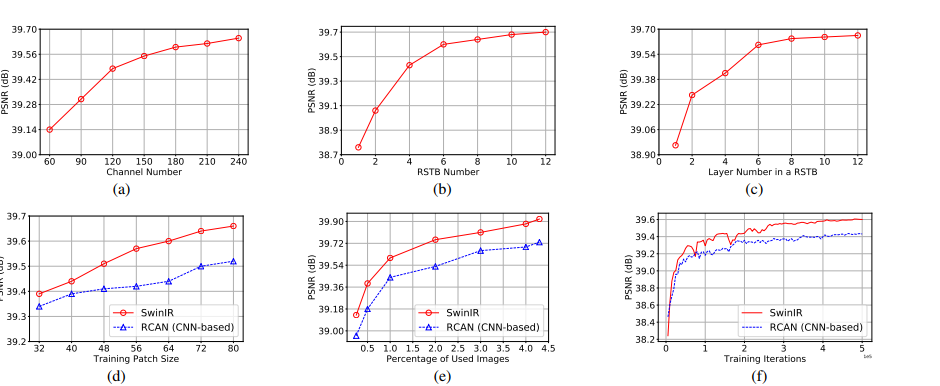 39.70
39.56
39.42
39.28
39.14
39.00
PSNR (dB)
60 90 120 150 180 210 240
Channel Number
(a)
39.7
39.5
39.3
39.1
38.9
38.7
PSNR (dB)
0 2 4 6 8 10 12
RSTB Number
(b)
39.70
39.54
39.38
39.22
39.06
38.90
PSNR (dB)
0 2 4 6 8 10 12
Layer Number in a RSTB
(c)
39.7
39.6
39.5
39.4
39.3
39.2
PSNR (dB)
SwinIR
RCAN (CNN-based)
32 40 48 56 64 72 80
Training Patch Size
(d)
39.90
39.72
39.54
39.36
39.18
39.00
PSNR (dB)
SwinIR
RCAN (CNN-based)
0.5 1.0 1.5 2.0 2.5 3.0 3.5 4.0 4.5
Percentage of Used Images
(e)
39.6
39.4
39.2
39.0
38.8
38.6
38.4
38.2
PSNR (dB)
SwinIR
RCAN (CNN-based)
0 1 2 3 4 5
1e5
Training Iterations
(f)